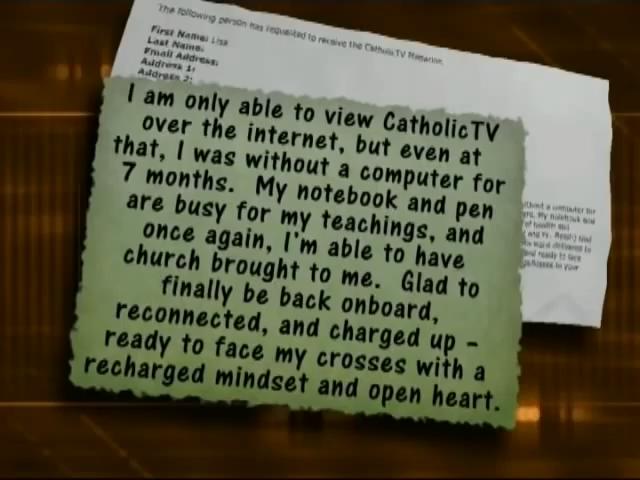 The following person has requested to receive the CatholicTV Magazine.
First Name: Lisa
Last Name:
Email Address:
Address 1:
Address 2:
I am only able to view CatholicTV
over the internet, but even at
that, I was without a computer for
7 months. My notebook and pen
are busy for my teachings, and
once again, I'm able to have
church brought to me. Glad to
finally be back onboard,
reconnected, and charged up -
ready to face my crosses with a
recharged mindset and open heart.